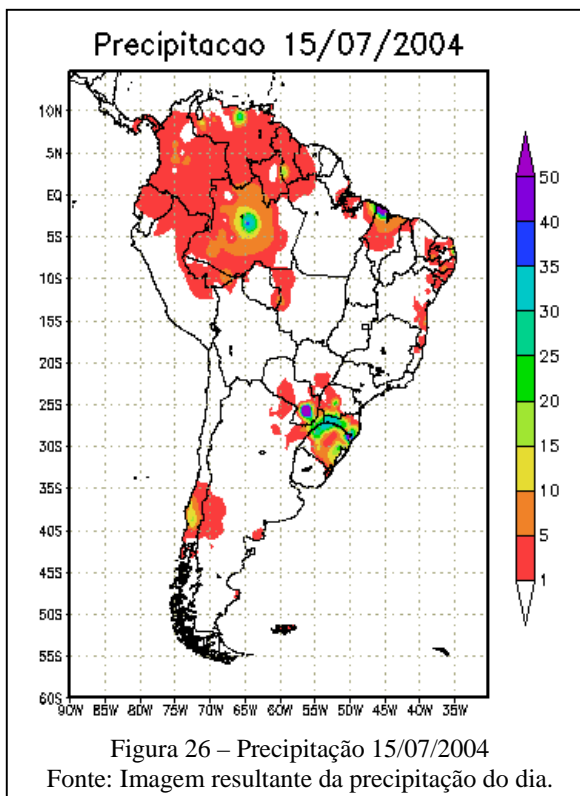 Precipitacao 15/07/2004
10N
5N
EQ
5S
10S
15S
20S
25S
30S
35S
40S
45S
50S
55S
60S
90W 85W 80W 75W 70W 65W 60W 55W 50W 45W 40W 35W
50
40
35
30
25
20
15
10
5
1
Figura 26 – Precipitação 15/07/2004
Fonte: Imagem resultante da precipitação do dia.